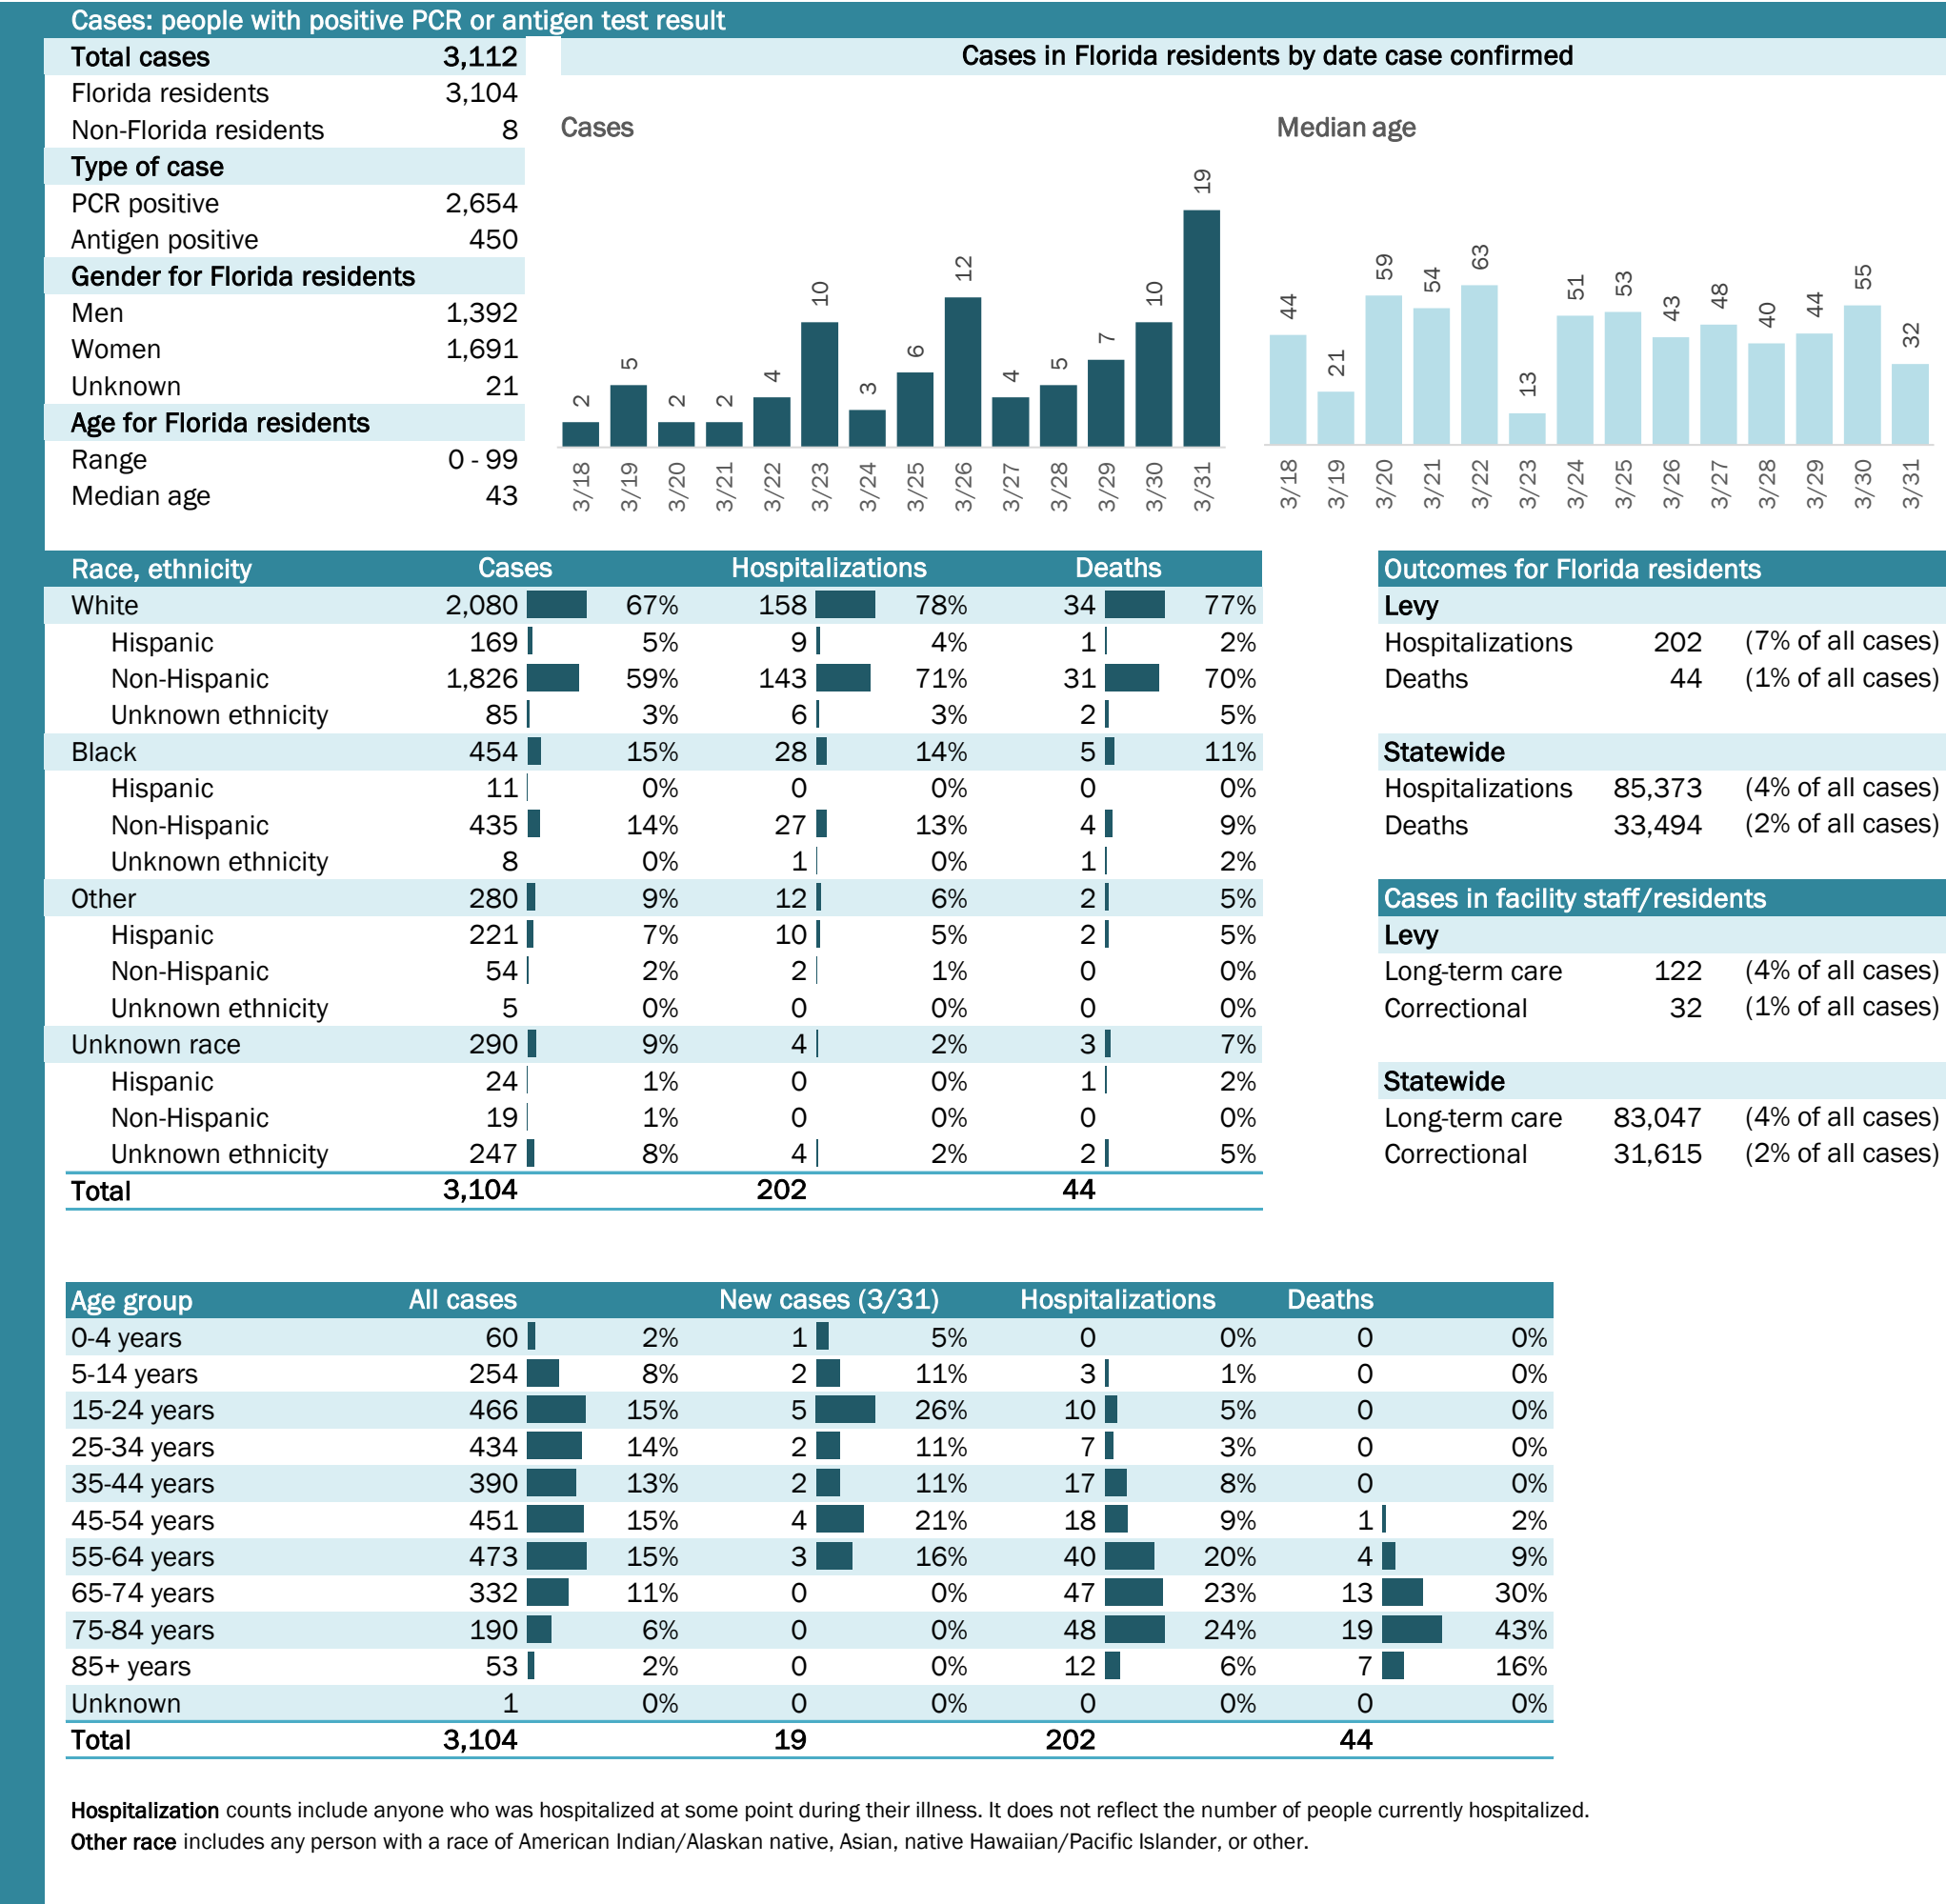 Cases: people with positive PCR or antigen test result
Total cases 3,112
Florida residents 3,104
Non-Florida residents 8
Type of case
PCR positive 2,654
Antigen positive 450
Gender for Florida residents
Men 1,392
Women 1,691
Unknown 21
Age for Florida residents
Range 0 - 99
Median age 43
Cases in Florida residents by date case confirmed
Cases
2 5 2 2 4 10 3 6 12 4 5 7 10 19
3/18 3/19 3/20 3/21 3/22 3/23 3/24 3/25 3/26 3/27 3/28 3/29 3/30 3/31
Median age
44 21 59 54 63 13 51 53 43 48 40 44 55 32
3/18 3/19 3/20 3/21 3/22 3/23 3/24 3/25 3/26 3/27 3/28 3/29 3/30 3/31
Race, ethnicity Cases Hospitalizations Deaths
White 2,080 67% 158 78% 34 77%
Hispanic 169 5% 9 4% 1 2%
Non-Hispanic 1,826 59% 143 71% 31 70%
Unknown ethnicity 85 3% 6 3% 2 5%
Black 454 15% 28 14% 5 11%
Hispanic 11 0% 0 0% 0 0%
Non-Hispanic 435 14% 27 13% 4 9%
Unknown ethnicity 8 0% 1 0% 1 2%
Other 280 9% 12 6% 2 5%
Hispanic 221 7% 10 5% 2 5%
Non-Hispanic 54 2% 2 1% 0 0%
Unknown ethnicity 5 0% 0 0% 0 0%
Unknown race 290 9% 4 2% 3 7%
Hispanic 24 1% 0 0% 1 2%
Non-Hispanic 19 1% 0 0% 0 0%
Unknown ethnicity 247 8% 4 2% 2 5%
Total 3,104 202 44
Outcomes for Florida residents
Levy
Hospitalizations 202 (7% of all cases)
Deaths 44 (1% of all cases)
Statewide
Hospitalizations 85,373 (4% of all cases)
Deaths 33,494 (2% of all cases)
Cases in facility staff/residents
Levy
Long-term care 122 (4% of all cases)
Correctional 32 (1% of all cases)
Statewide
Long-term care 83,047 (4% of all cases)
Correctional 31,615 (2% of all cases)
Age group All cases New cases (3/31) Hospitalizations Deaths
0-4 years 60 2% 1 5% 0 0% 0 0%
5-14 years 254 8% 2 11% 3 1% 0 0%
15-24 years 466 15% 5 26% 10 5% 0 0%
25-34 years 434 14% 2 11% 7 3% 0 0%
35-44 years 390 13% 2 11% 17 8% 0 0%
45-54 years 451 15% 4 21% 18 9% 1 2%
55-64 years 473 15% 3 16% 40 20% 4 9%
65-74 years 332 11% 0 0% 47 23% 13 30%
75-84 years 190 6% 0 0% 48 24% 19 43%
85+ years 53 2% 0 0% 12 6% 7 16%
Unknown 1 0% 0 0% 0 0% 0 0%
Total 3,104 19 202 44
Hospitalization counts include anyone who was hospitalized at some point during their illness. It does not reflect the number of people currently hospitalized.
Other race includes any person with a race of American Indian/Alaskan native, Asian, native Hawaiian/Pacific Islander, or other.